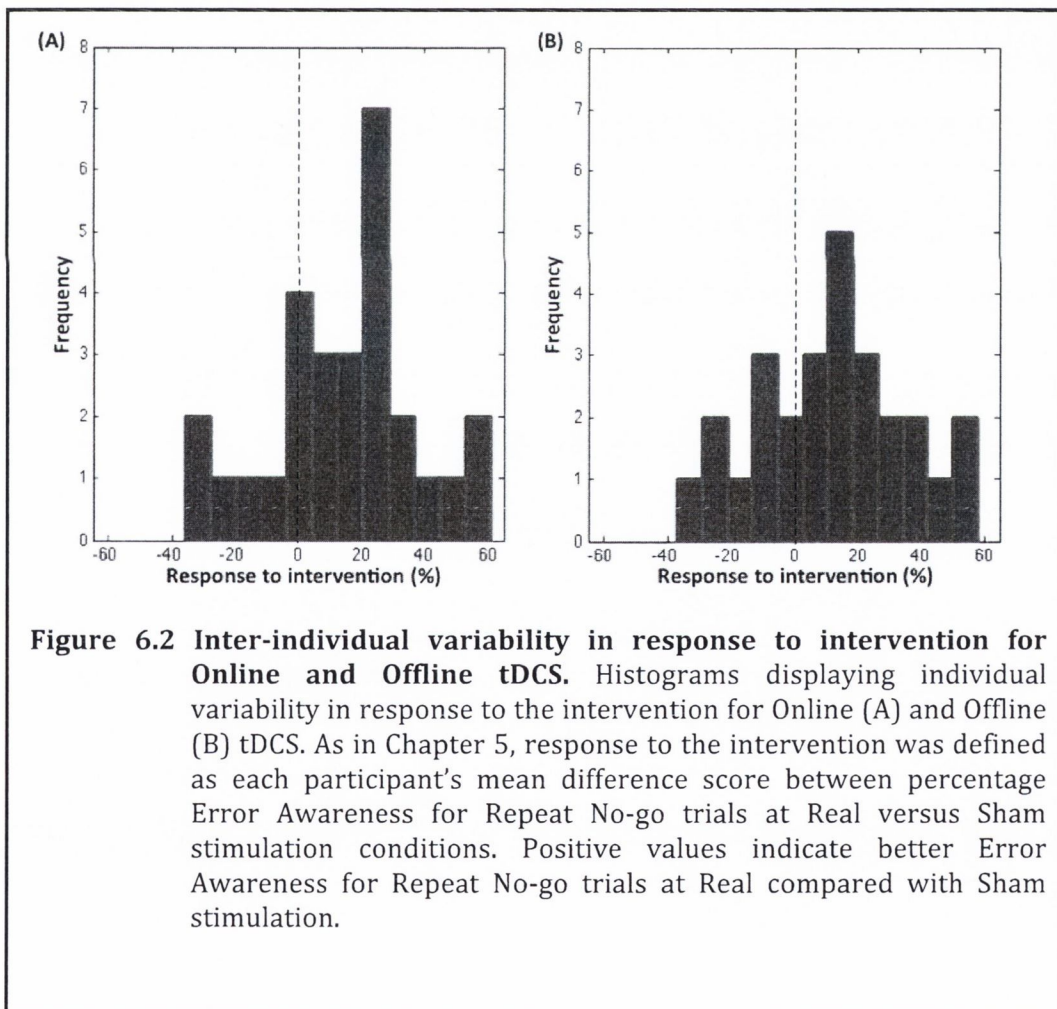 (A)
8
7
6
5
4
3
2
1
0
Frequency
-60 -40 -20 0 20 40 60
Response to intervention (%)
(B)
8
7
6
5
4
3
2
1
0
Frequency
-60 -40 -20 0 20 40 60
Response to intervention (%)
Figure 6.2 Inter-individual variability in response to intervention for
Online and Offline tDCS. Histograms displaying individual
variability in response to the intervention for Online (A) and Offline
(B) tDCS. As in Chapter 5, response to the intervention was defined
as each participant's mean difference score between percentage
Error Awareness for Repeat No-go trials at Real versus Sham
stimulation conditions. Positive values indicate better Error
Awareness for Repeat No-go trials at Real compared with Sham
stimulation.